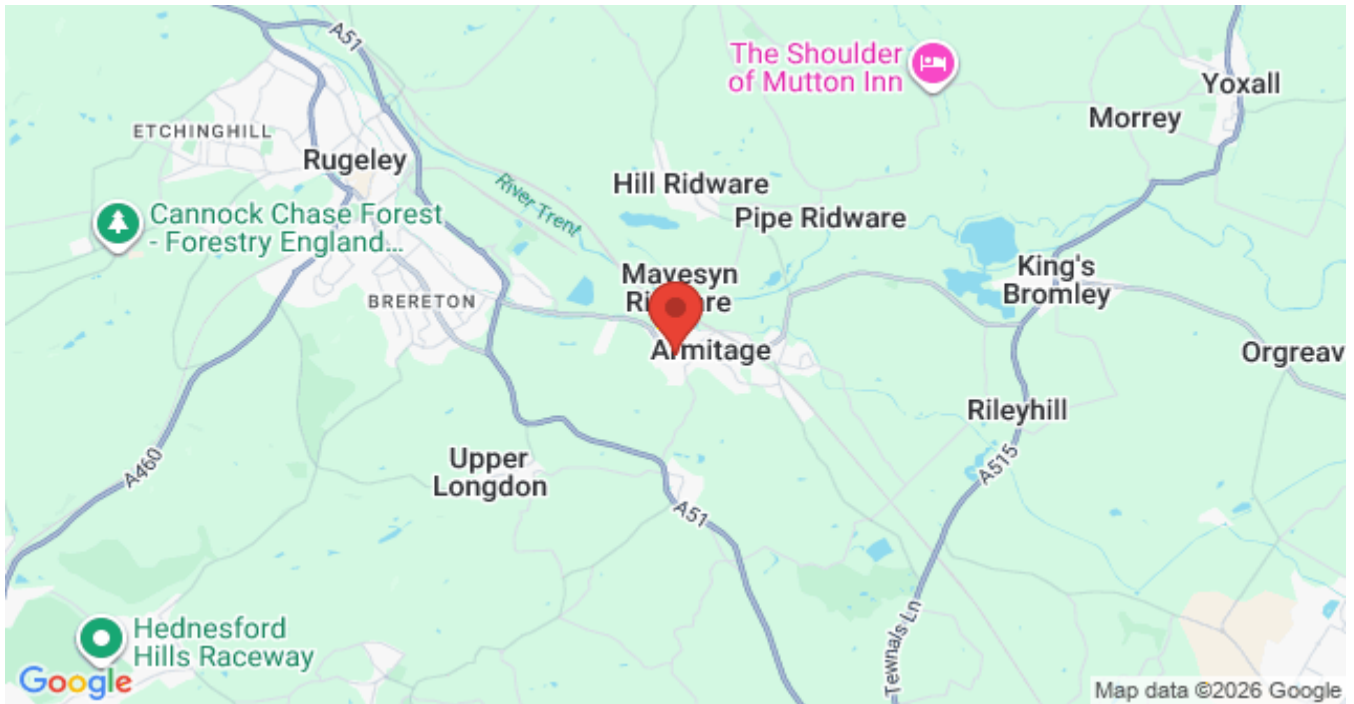 A51
The Shoulder
of Mutton Inn
Yoxall
Morrey
ETCHINGHILL
Rugeley
Hill Ridware
River Trent
Pipe Ridware
Cannock Chase Forest
- Forestry England...
Mavesyn
King's
Bromley
BRERETON
Armitage
Orgreav
Rileyhill
A460
Upper
Longdon
A515
A51
Tewnals Ln
Hednesford
Hills Raceway
Google
Map data ©2026 Google